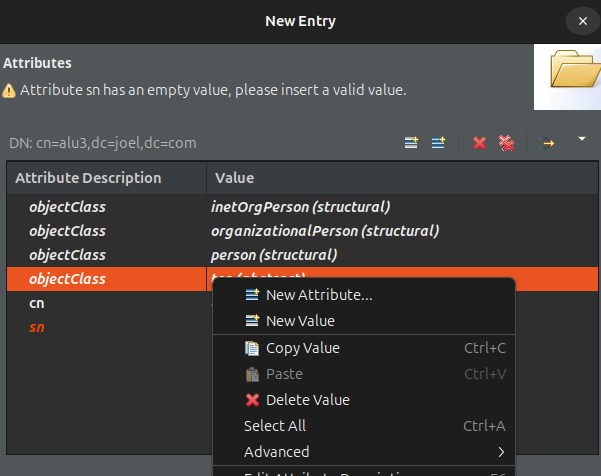 New Entry
Attributes
Attribute sn has an empty value, please insert a valid value.
DN: cn=alu3,dc=joel,dc=com
Attribute Description Value
objectClass inetOrgPerson (structural)
objectClass organizationalPerson (structural)
objectClass person (structural)
objectClass
cn
sn
New Attribute...
New Value
Copy Value Ctrl+C
Paste Ctrl+V
Delete Value
Select All Ctrl+A
Advanced